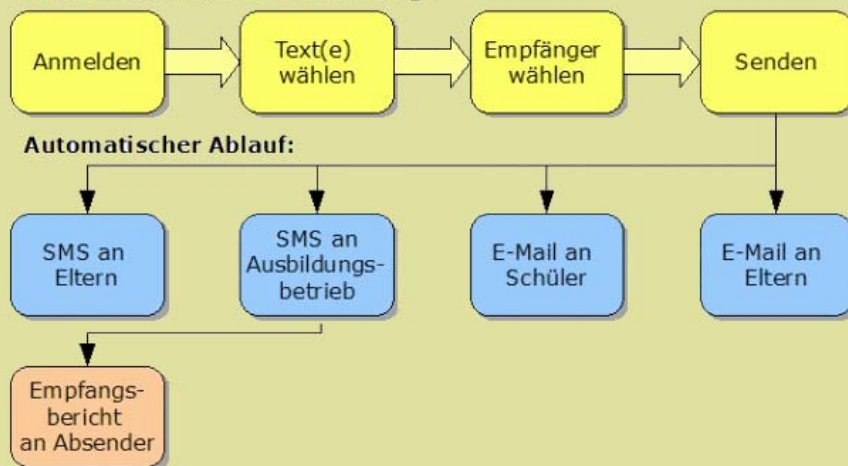 Anmelden
Text(e)
wählen
Empfänger
wählen
Senden
Automatischer Ablauf:
SMS an
Eltern
SMS an
Ausbildungs-
betrieb
E-Mail an
Schüler
E-Mail an
Eltern
Empfangs-
bericht
an Absender